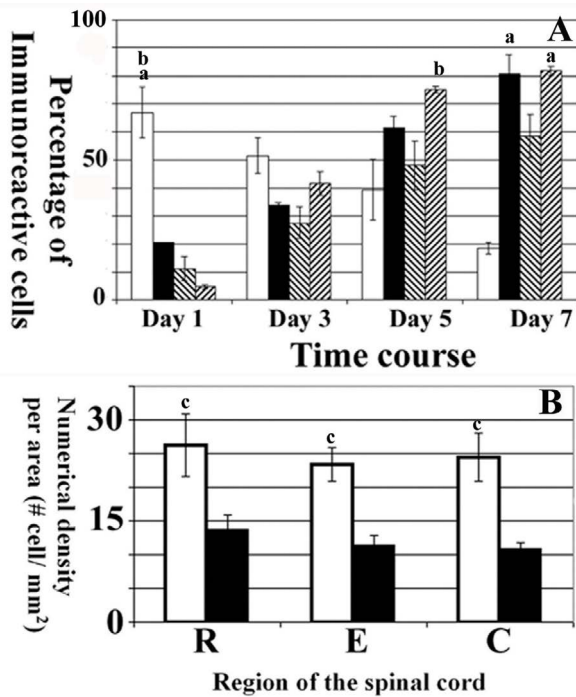 Percentage of
Immunoreactive cells
100
50
0
A
b
a
b
a
a
Day 1 Day 3 Day 5 Day 7
Time course
Numerical density
per area (# cell/ mm²)
30
15
0
B
c
c
c
R E C
Region of the spinal cord